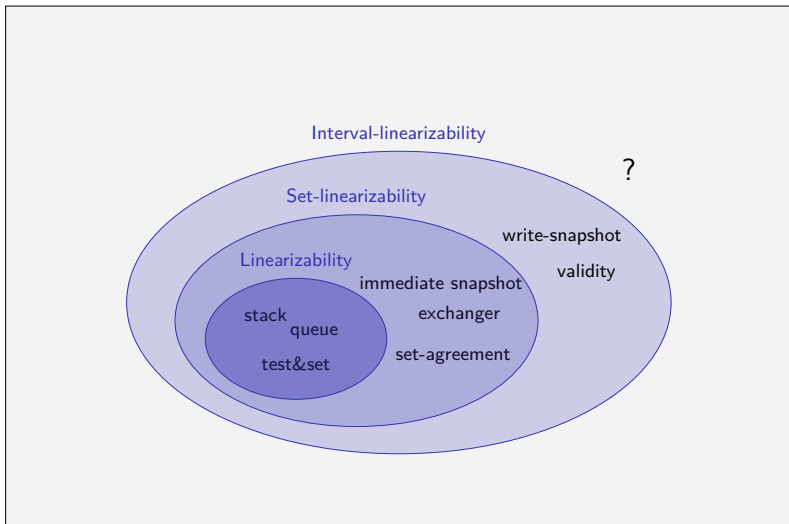 Interval-linearizability
?
Set-linearizability
write-snapshot
Linearizability
validity
immediate snapshot
stack
exchanger
queue
set-agreement
test&set